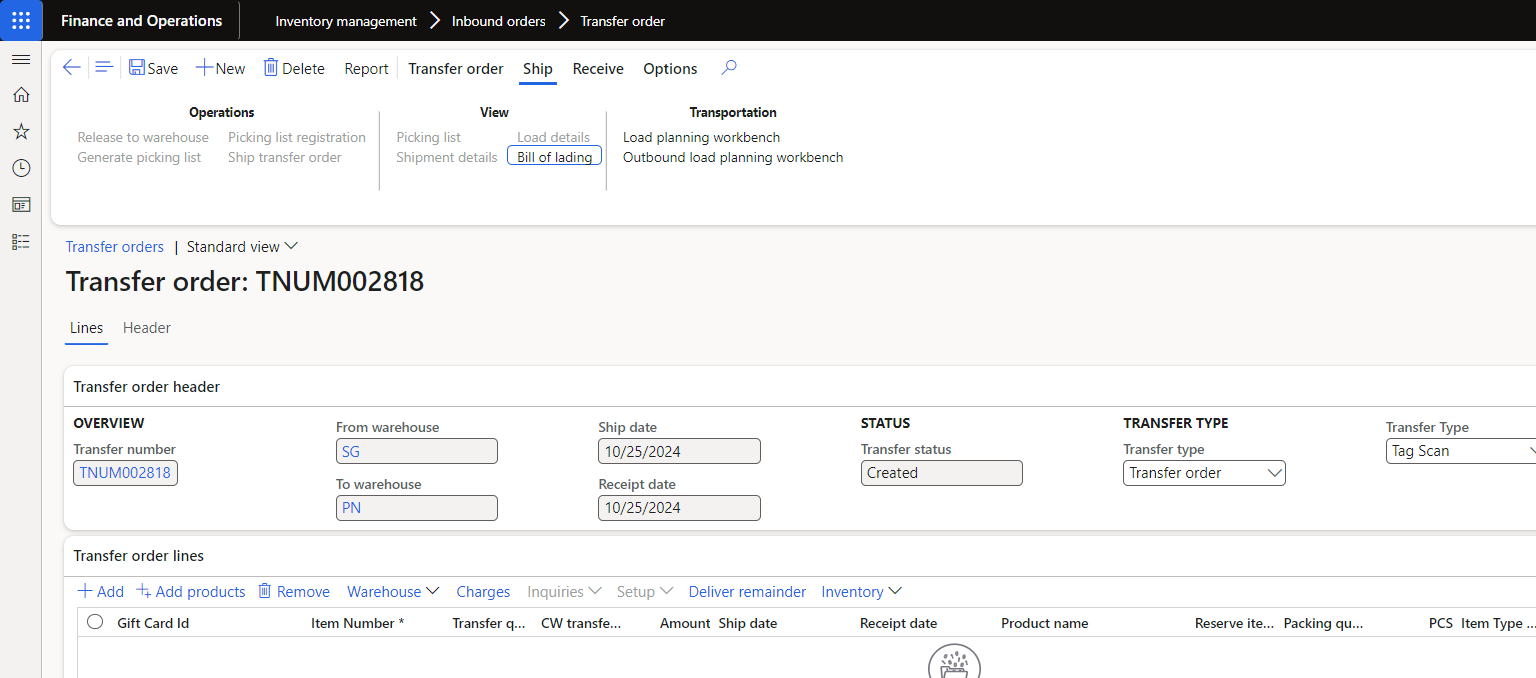 Finance and Operations Inventory management Inbound orders Transfer order
Save New Delete Report Transfer order Ship Receive Options
Operations View Transportation
Release to warehouse Picking list registration Picking list Load details Load planning workbench
Generate picking list Ship transfer order Shipment details Bill of lading Outbound load planning workbench
Transfer orders | Standard view
Transfer order: TNUM002818
Lines Header
Transfer order header
OVERVIEW From warehouse Ship date STATUS TRANSFER TYPE Transfer Type
Transfer number SG 10/25/2024 Transfer status Transfer type Tag Scan
TNUM002818 To warehouse Receipt date Created Transfer order
PN 10/25/2024
Transfer order lines
Add Add products Remove Warehouse Charges Inquiries Setup Deliver remainder Inventory
Gift Card Id Item Number * Transfer q... CW transfe... Amount Ship date Receipt date Product name Reserve ite... Packing qu... PCS Item Type ...